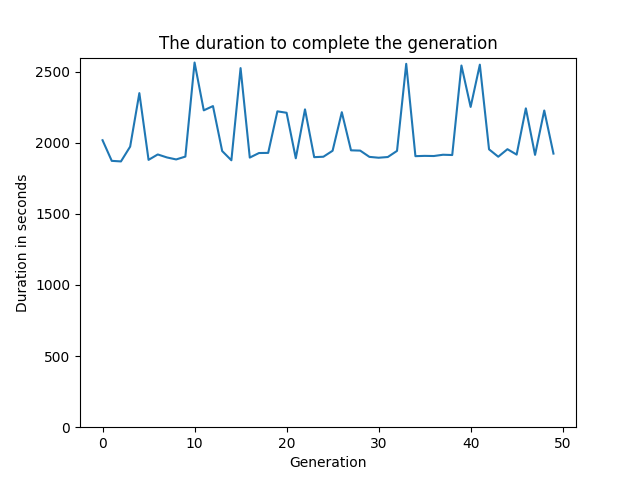 The duration to complete the generation
2500
2000
1500
1000
500
0
Duration in seconds
0 10 20 30 40 50
Generation